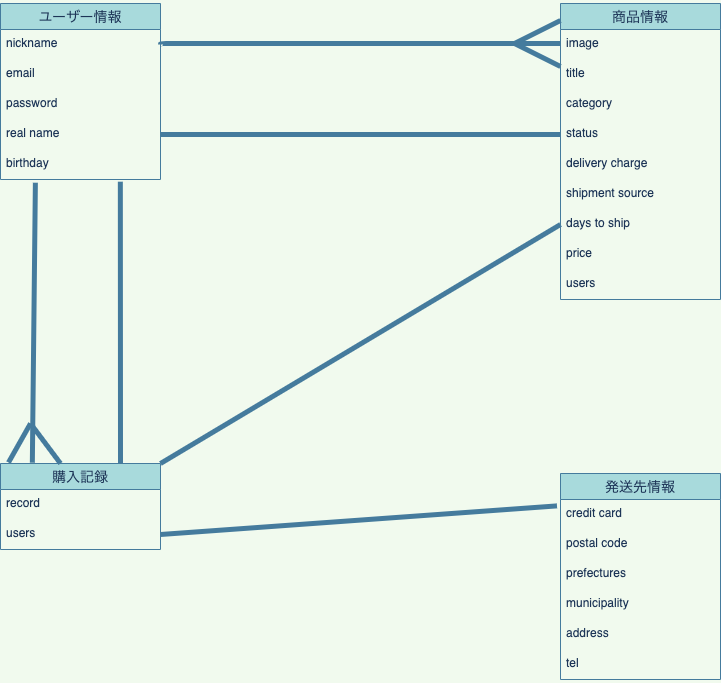 ユーザー情報
nickname
email
password
real name
birthday
商品情報
image
title
category
status
delivery charge
shipment source
days to ship
price
users
購入記録
record
users
発送先情報
credit card
postal code
prefectures
municipality
address
tel